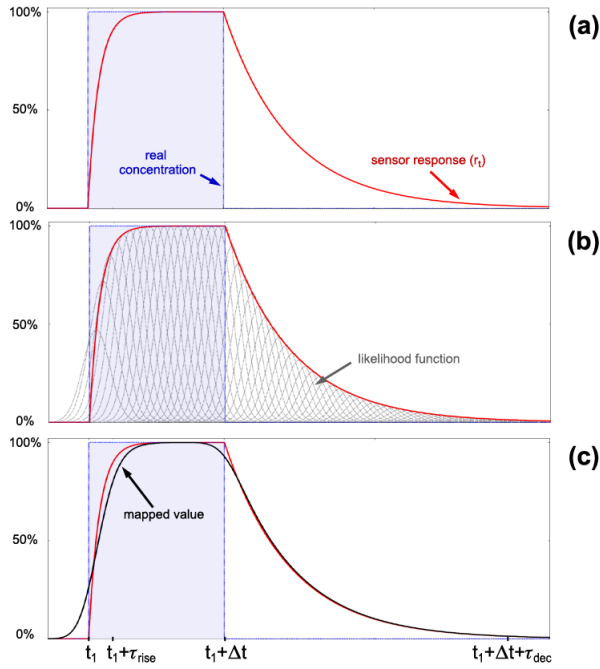 100%
(a)
50%
real
concentration
sensor response (rt)
0%
100%
(b)
50%
likelihood function
0%
100%
(c)
mapped value
50%
0%
t1 t1+τrise t1+Δt t1+Δt+τdec